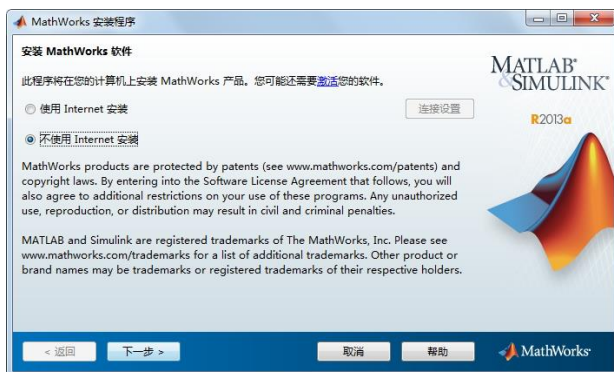 MathWorks 安装程序
安装 MathWorks 软件
此程序将在您的计算机上安装 MathWorks 产品。您可能还需要激活您的软件。
使用 Internet 安装
连接设置
不使用 Internet 安装
MathWorks products are protected by patents (see www.mathworks.com/patents) and
copyright laws. By entering into the Software License Agreement that follows, you will
also agree to additional restrictions on your use of these programs. Any unauthorized
use, reproduction, or distribution may result in civil and criminal penalties.
MATLAB and Simulink are registered trademarks of The MathWorks, Inc. Please see
www.mathworks.com/trademarks for a list of additional trademarks. Other product or
brand names may be trademarks or registered trademarks of their respective holders.
MATLAB®
&SIMULINK®
R2013a
< 返回
下一步 >
取消
帮助
MathWorks®